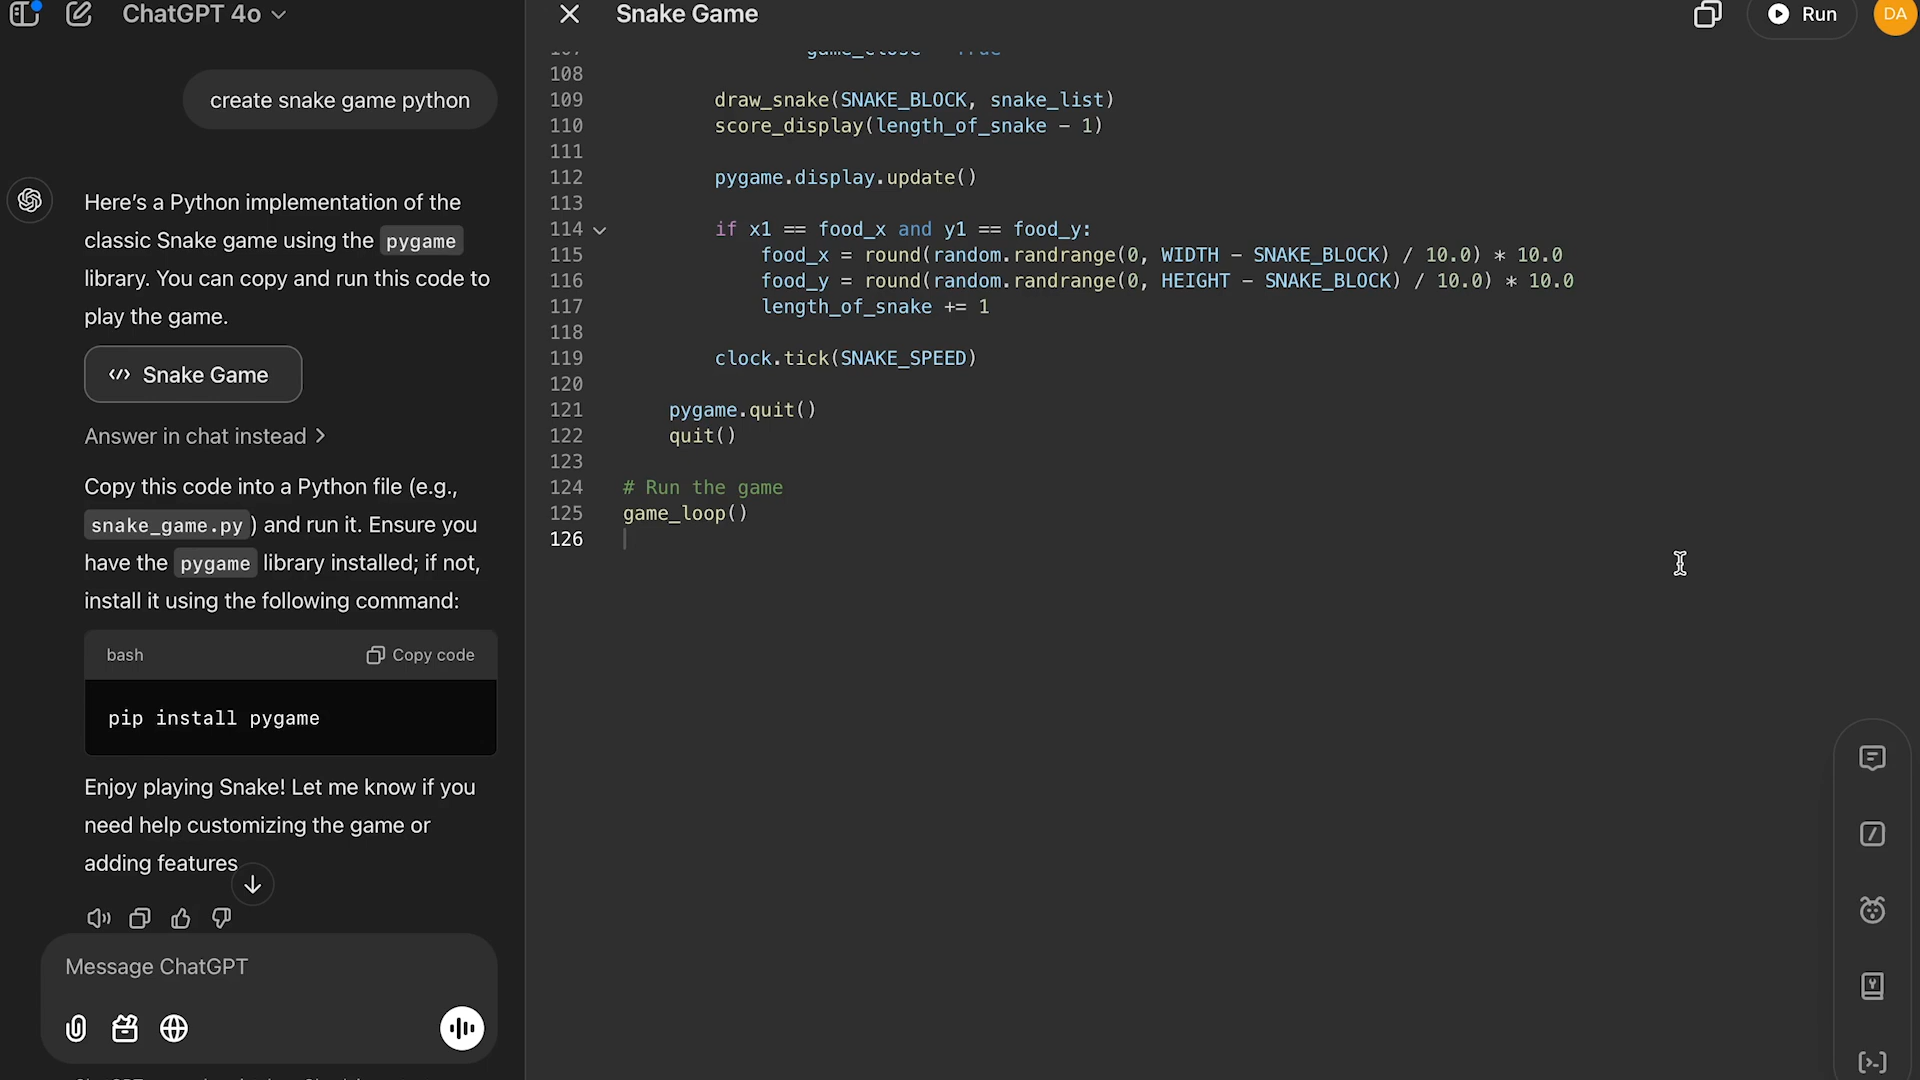 ChatGPT 4o
create snake game python
Here’s a Python implementation of the
classic Snake game using the pygame
library. You can copy and run this code to
play the game.
</> Snake Game
Answer in chat instead >
Copy this code into a Python file (e.g.,
snake_game.py) and run it. Ensure you
have the pygame library installed; if not,
install it using the following command:
bash Copy code
pip install pygame
Enjoy playing Snake! Let me know if you
need help customizing the game or
adding features
Message ChatGPT
Snake Game
Run
DA
107 game_close = True
108
109 draw_snake(SNAKE_BLOCK, snake_list)
110 score_display(length_of_snake - 1)
111
112 pygame.display.update()
113
114 if x1 == food_x and y1 == food_y:
115 food_x = round(random.randrange(0, WIDTH - SNAKE_BLOCK) / 10.0) * 10.0
116 food_y = round(random.randrange(0, HEIGHT - SNAKE_BLOCK) / 10.0) * 10.0
117 length_of_snake += 1
118
119 clock.tick(SNAKE_SPEED)
120
121 pygame.quit()
122 quit()
123
124 # Run the game
125 game_loop()
126